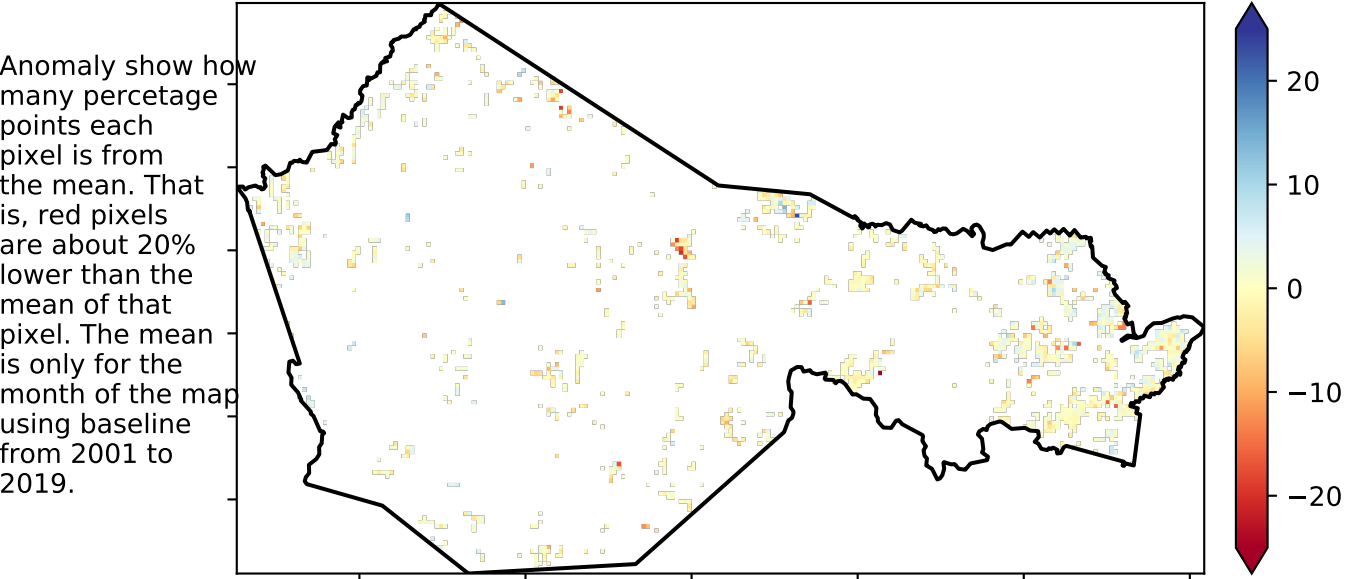 Anomaly show how
many percetage
points each
pixel is from
the mean. That
is, red pixels
are about 20%
lower than the
mean of that
pixel. The mean
is only for the
month of the map
using baseline
from 2001 to
2019.
20
10
0
−10
−20